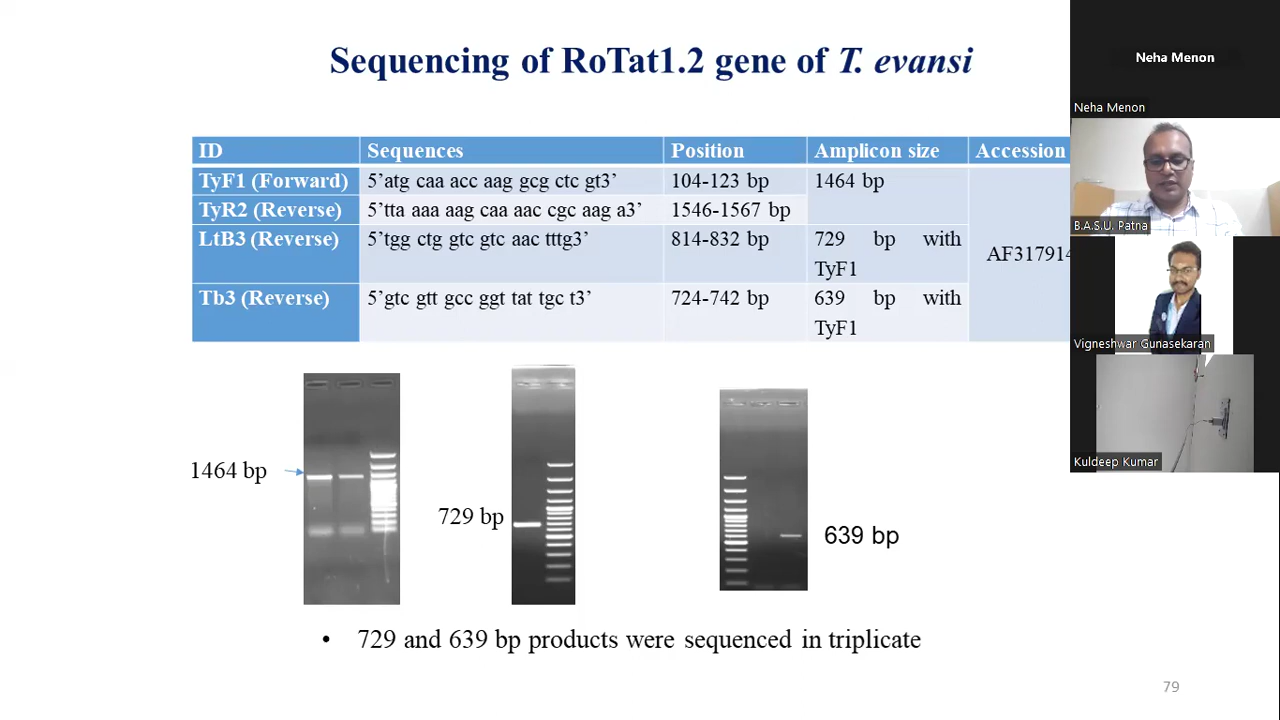 Sequencing of RoTat1.2 gene of T. evansi
ID Sequences Position Amplicon size Accession
TyF1 (Forward) 5’atg caa acc aag gcg ctc gt3’ 104-123 bp 1464 bp
TyR2 (Reverse) 5’tta aaa aag caa aac cgc aag a3’ 1546-1567 bp
LtB3 (Reverse) 5’tgg ctg gtc gtc aac tttg3’ 814-832 bp 729 bp with
TyF1
AF317914
Tb3 (Reverse) 5’gtc gtt gcc ggt tat tgc t3’ 724-742 bp 639 bp with
TyF1
1464 bp
729 bp
639 bp
• 729 and 639 bp products were sequenced in triplicate
79
Neha Menon
Neha Menon
B.A.S.U. Patna
Vigneshwar Gunasekaran
Kuldeep Kumar